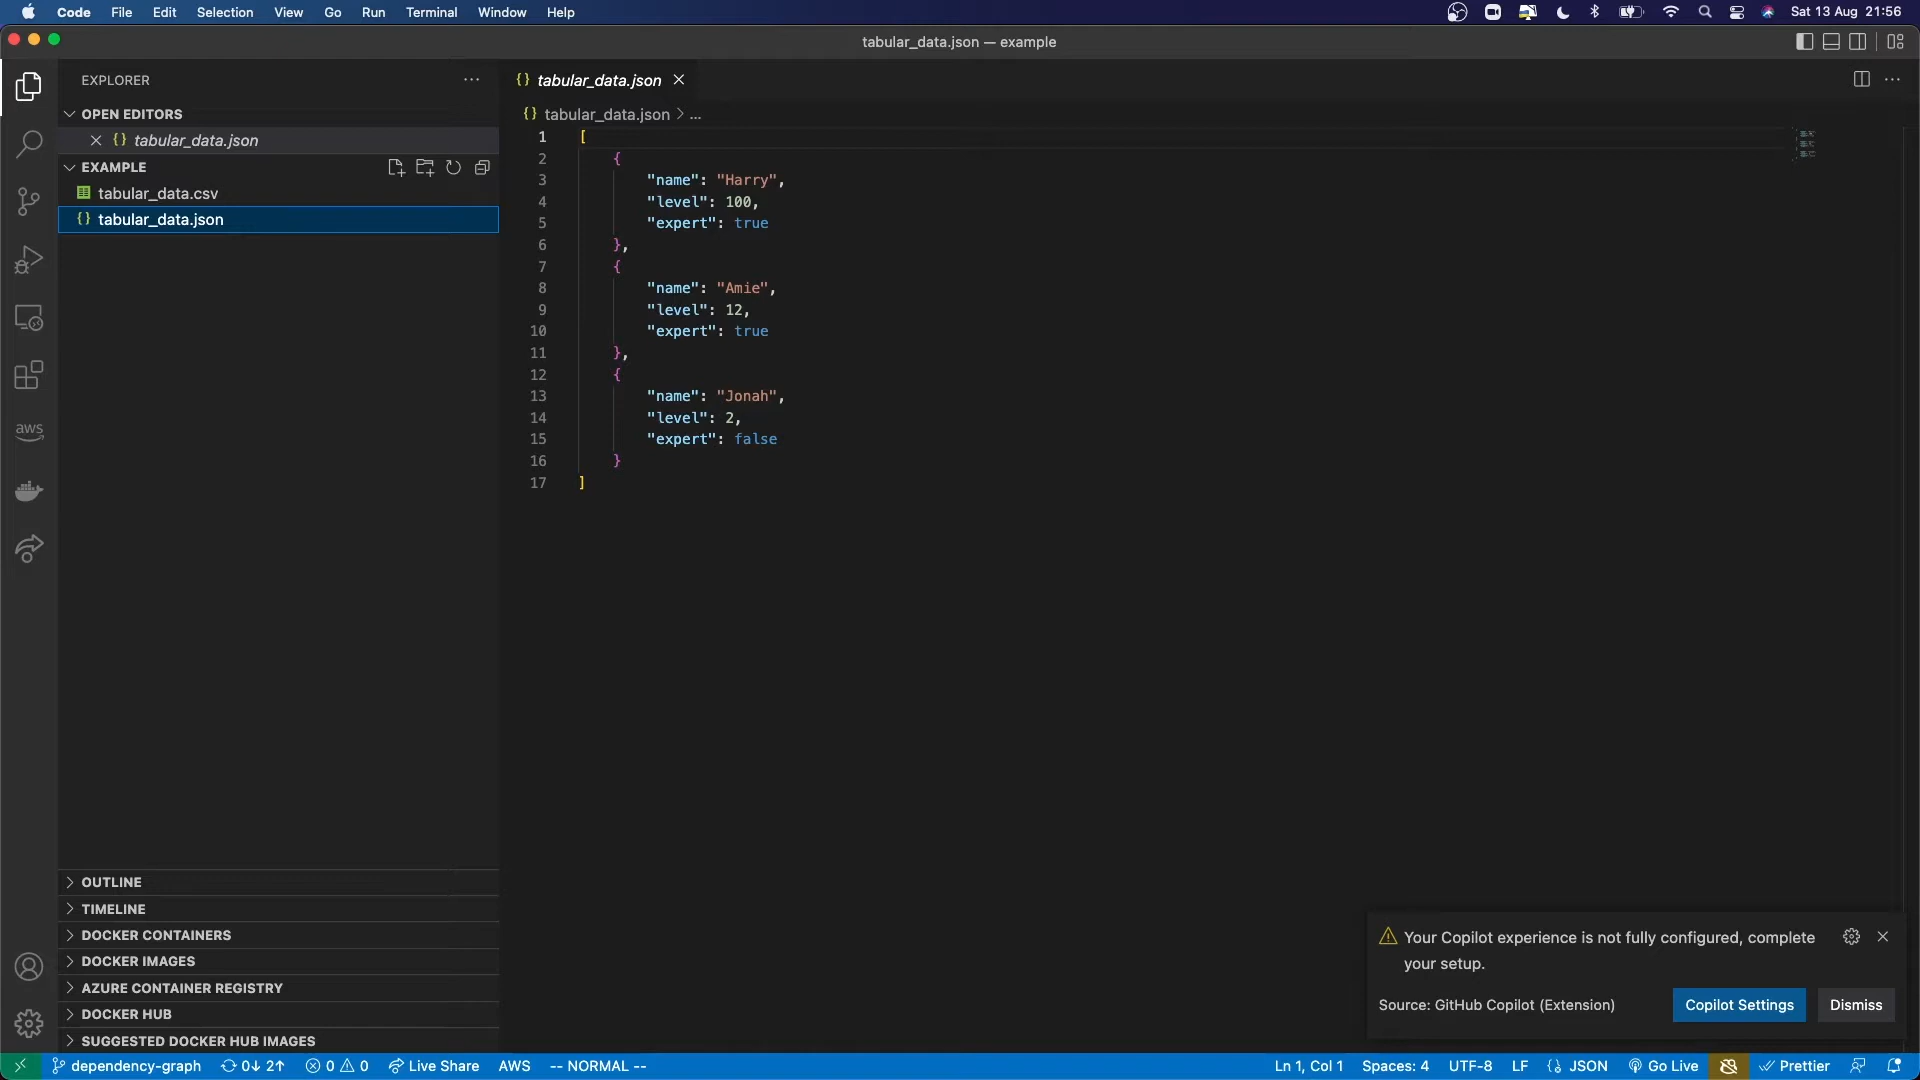 Code File Edit Selection View Go Run Terminal Window Help Sat 13 Aug 21:56
tabular_data.json — example
EXPLORER
OPEN EDITORS
tabular_data.json
EXAMPLE
tabular_data.csv
tabular_data.json
OUTLINE
TIMELINE
DOCKER CONTAINERS
DOCKER IMAGES
AZURE CONTAINER REGISTRY
DOCKER HUB
SUGGESTED DOCKER HUB IMAGES
aws
{} tabular_data.json
{} tabular_data.json > ...
1 [
2 {
3 "name": "Harry",
4 "level": 100,
5 "expert": true
6 },
7 {
8 "name": "Amie",
9 "level": 12,
10 "expert": true
11 },
12 {
13 "name": "Jonah",
14 "level": 2,
15 "expert": false
16 }
17 ]
Your Copilot experience is not fully configured, complete
your setup.
Source: GitHub Copilot (Extension) Copilot Settings Dismiss
dependency-graph 0↓ 2↑ 0 0 Live Share AWS -- NORMAL -- Ln 1, Col 1 Spaces: 4 UTF-8 LF {} JSON Go Live Prettier